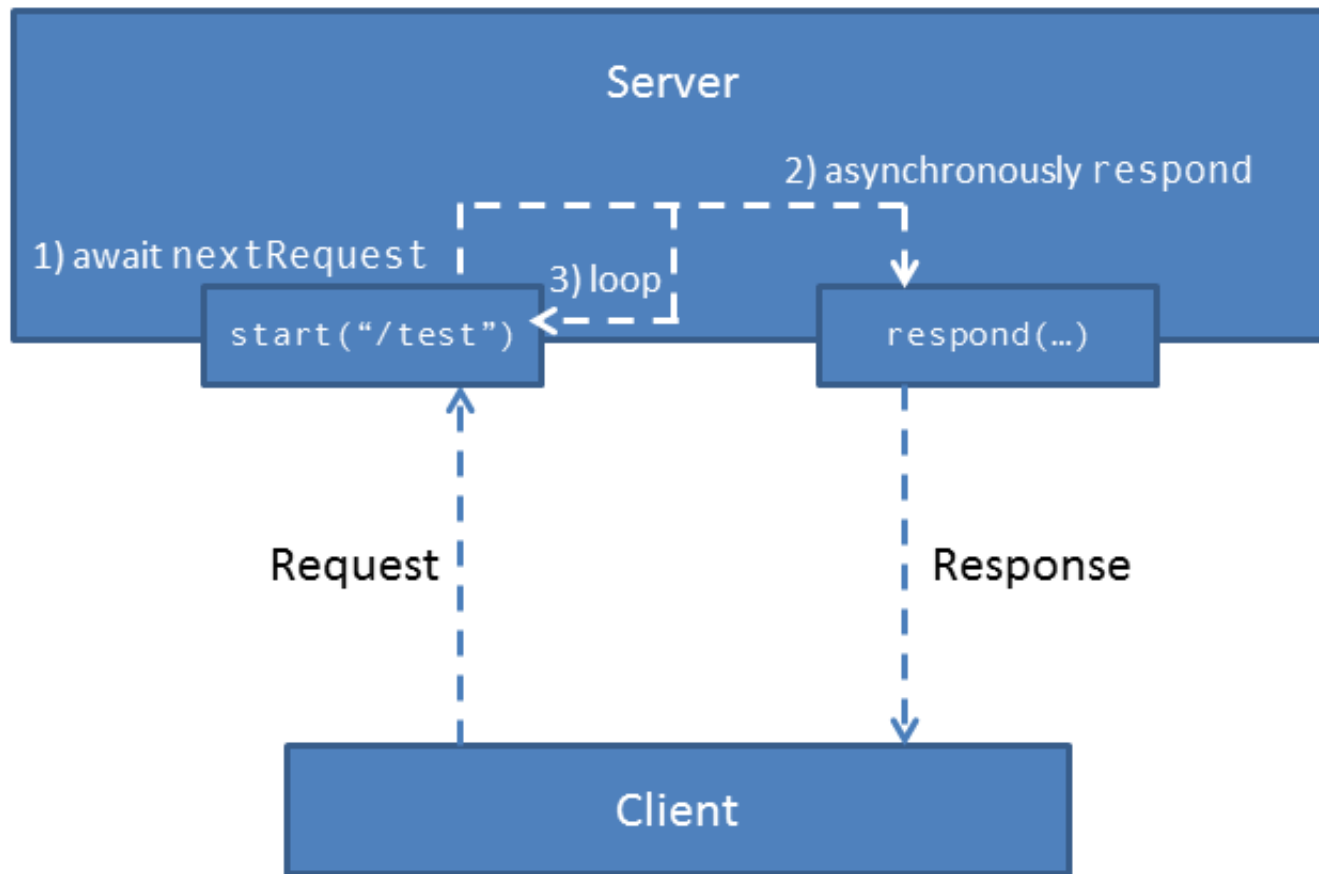 Server
2) asynchronously respond
1) await nextRequest
3) loop
start(“/test”)
respond(…)
Request
Response
Client